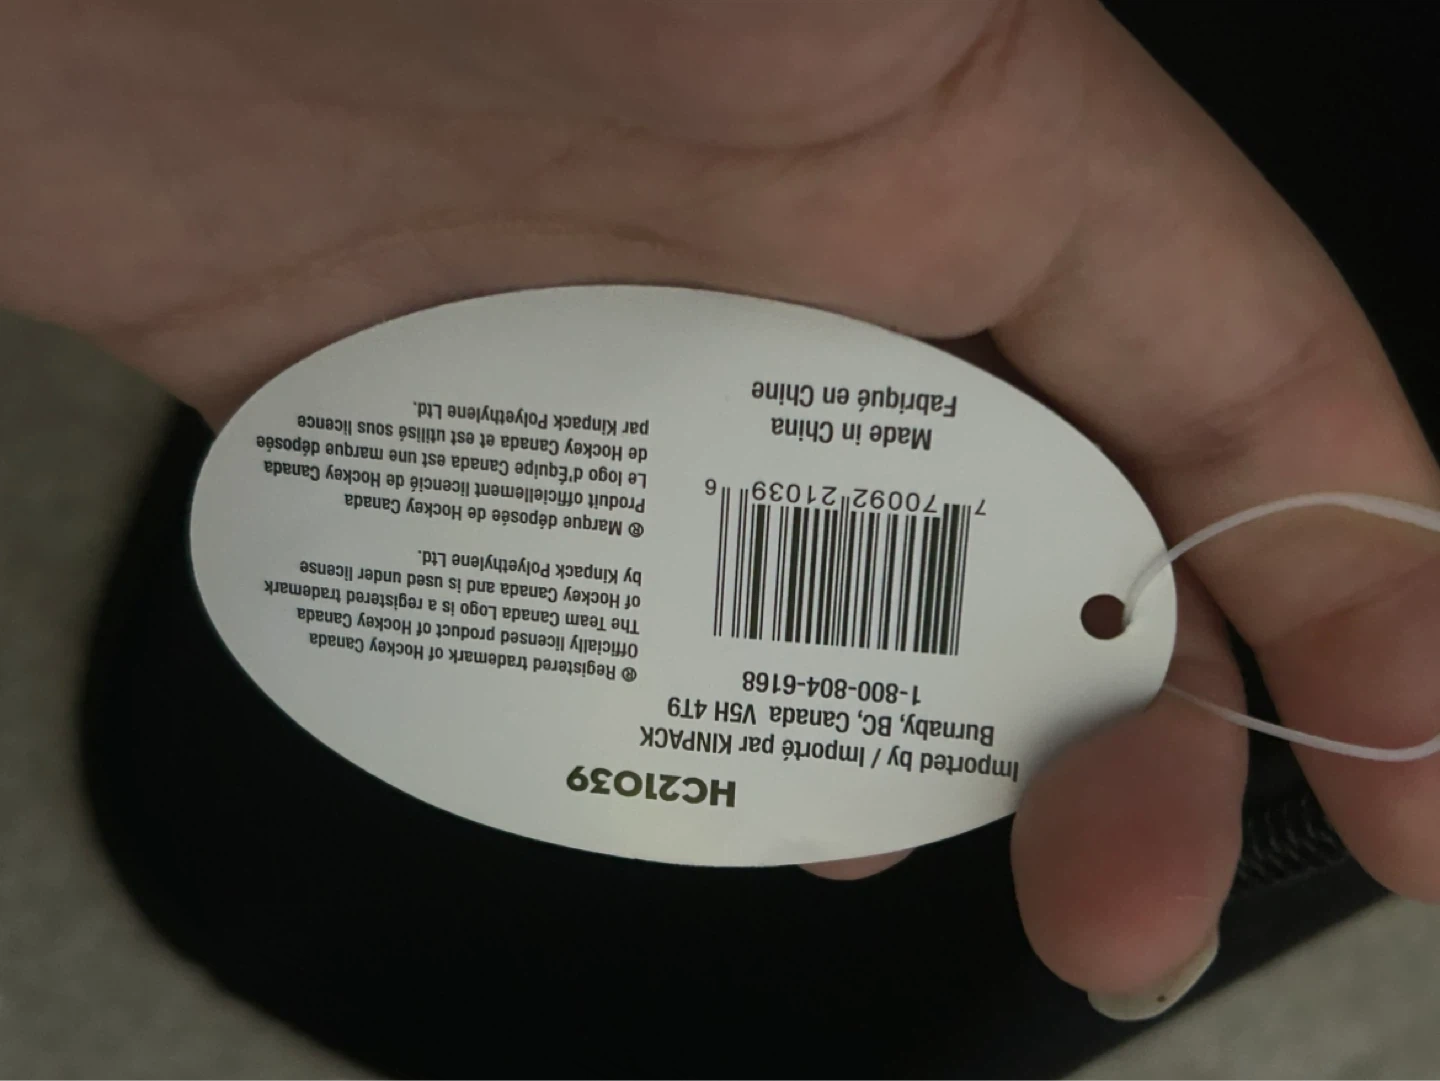 HC21039
Imported by / Importé par KINPACK
Burnaby, BC, Canada V5H 4T9
1-800-804-6168
7 70092 21039 6
Made in China
Fabriqué en Chine
® Registered trademark of Hockey Canada
Officially licensed product of Hockey Canada
The Team Canada Logo is a registered trademark
of Hockey Canada and is used under license
by Kinpack Polyethylene Ltd.
® Marque déposée de Hockey Canada
Produit officiellement licencié de Hockey Canada
Le logo d'Équipe Canada est une marque déposée
de Hockey Canada et est utilisé sous licence
par Kinpack Polyethylene Ltd.